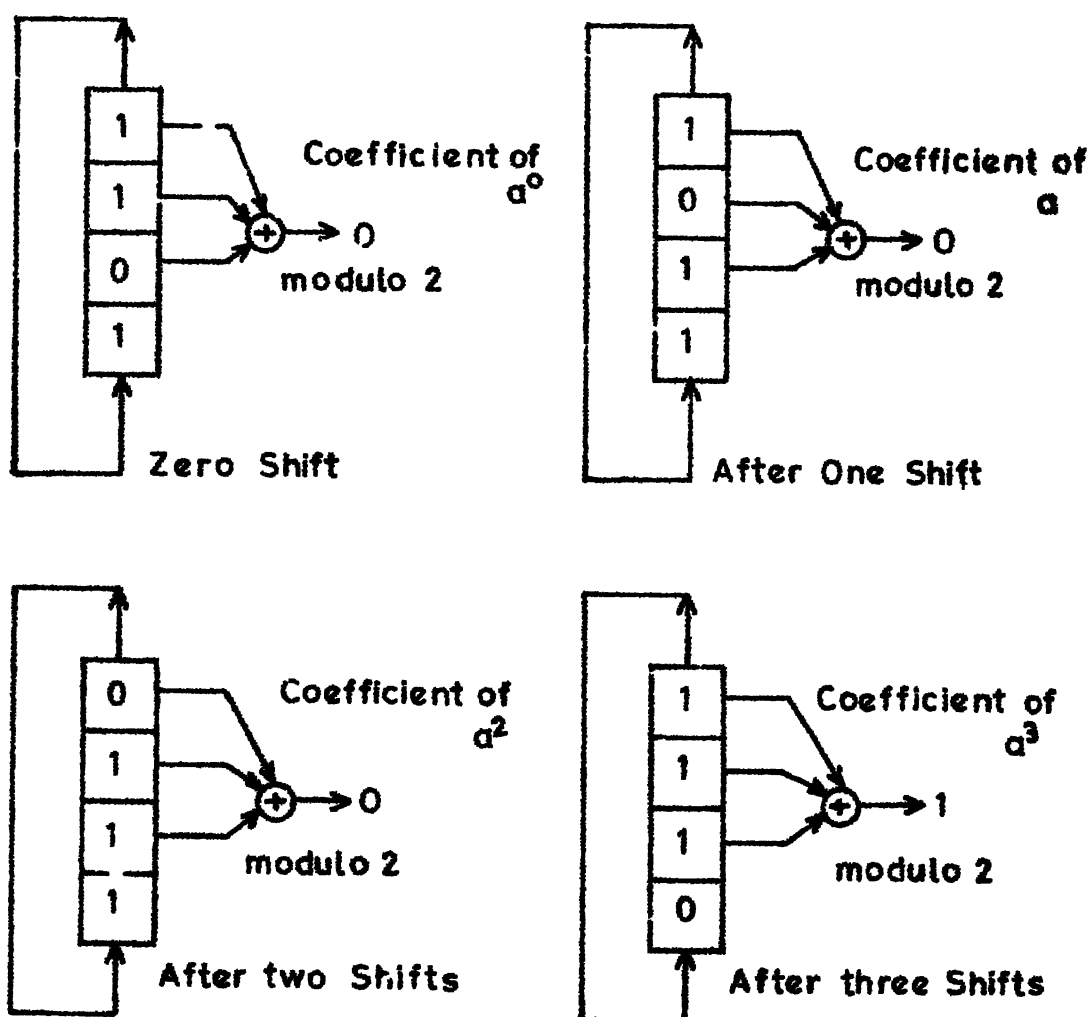 1
1
0
1
Coefficient of
a⁰
0
modulo 2
Zero Shift
1
0
1
1
Coefficient of
a
0
modulo 2
After One Shift
0
1
1
1
Coefficient of
a²
0
modulo 2
After two Shifts
1
1
1
0
Coefficient of
a³
1
modulo 2
After three Shifts